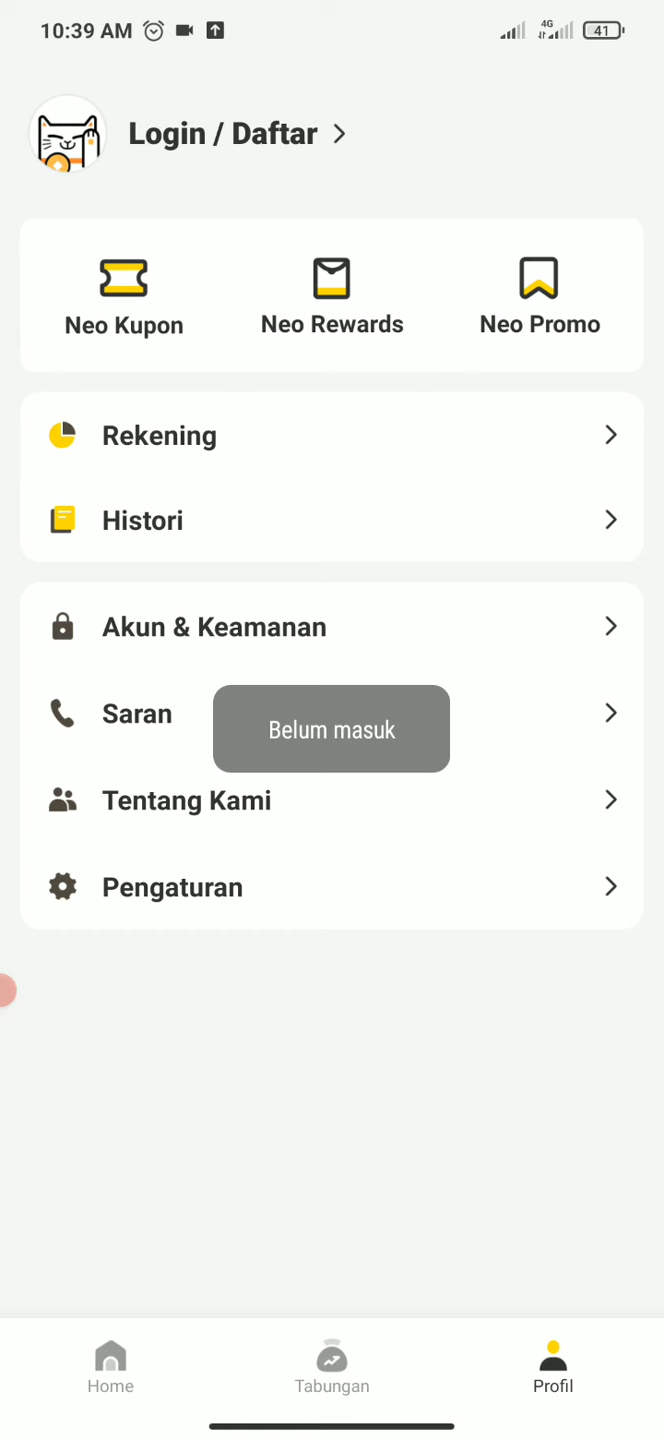 10:39 AM
4G
41
Login / Daftar
Neo Kupon
Neo Rewards
Neo Promo
Rekening
Histori
Akun & Keamanan
Saran
Belum masuk
Tentang Kami
Pengaturan
Home
Tabungan
Profil